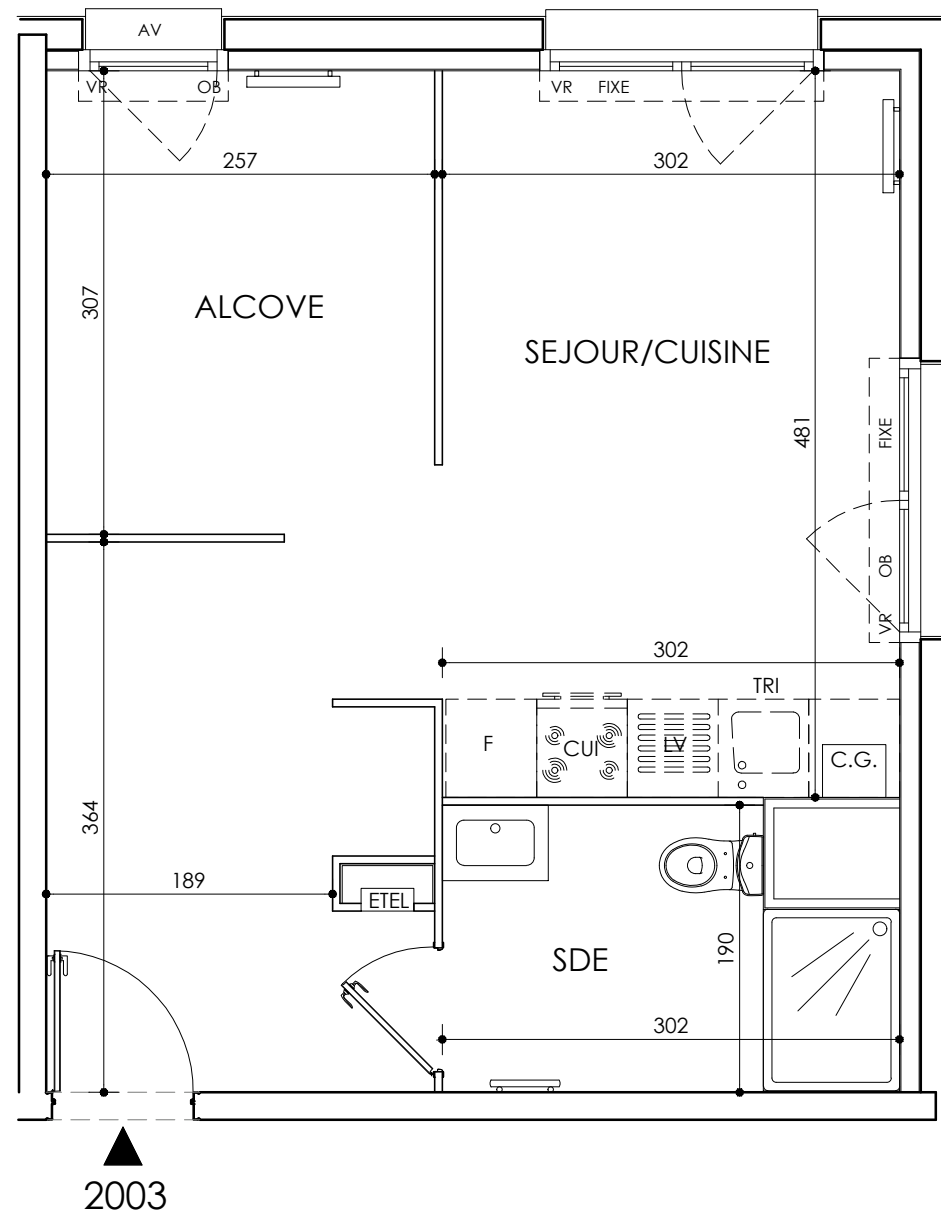 AV
VR OB
VR FIXE
257
302
307
ALCOVE
SEJOUR/CUISINE
481
FIXE
OB
VR
302
TRI
F
CUI
LV
C.G.
364
189
ETEL
SDE
190
302
2003